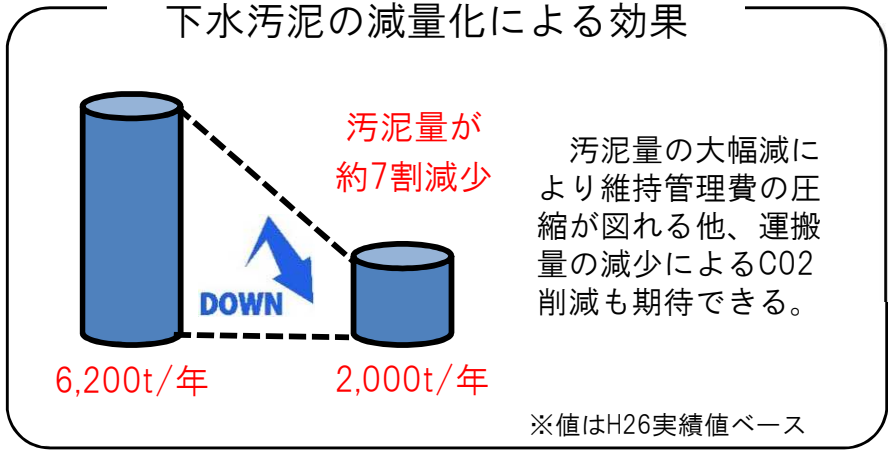 下水汚泥の減量化による効果
汚泥量が
約7割減少
DOWN
6,200t/年
2,000t/年
汚泥量の大幅減に
より維持管理費の圧
縮が図れる他、運搬
量の減少によるCO2
削減も期待できる。
※値はH26実績値ベース